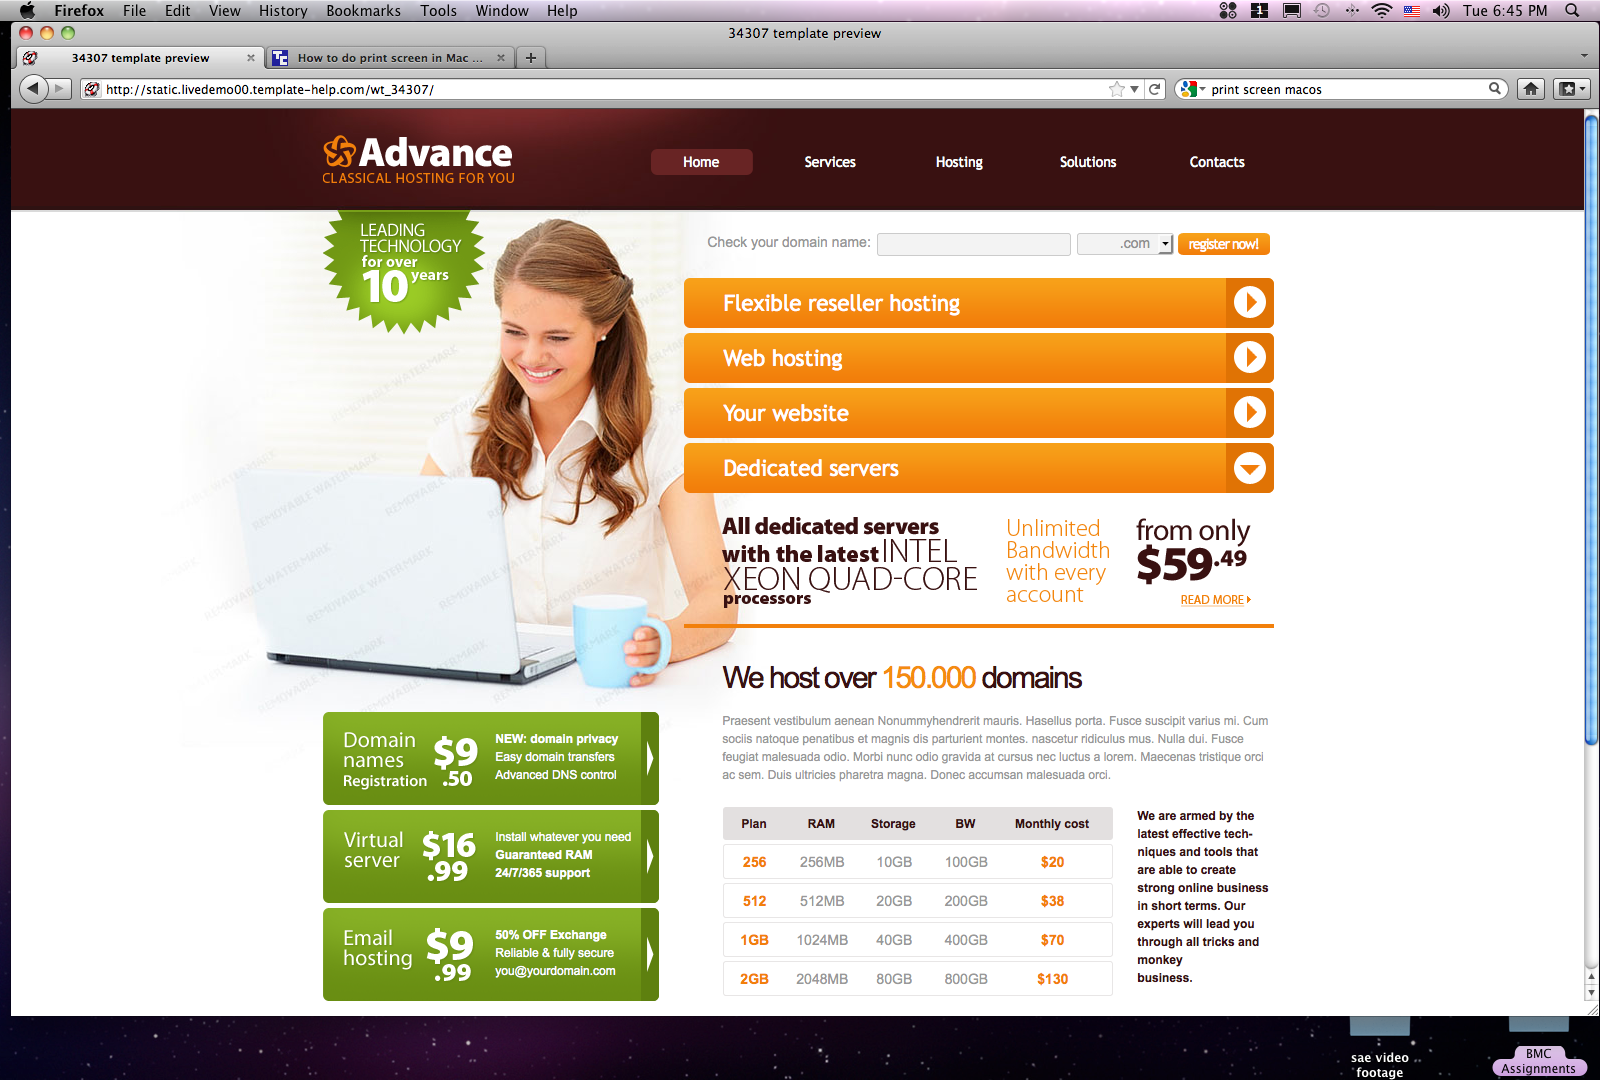 Firefox File Edit View History Bookmarks Tools Window Help
1
Tue 6:45 PM
34307 template preview
34307 template preview
How to do print screen in Mac ...
http://static.livedemo00.template-help.com/wt_34307/
print screen macos
Advance
CLASSICAL HOSTING FOR YOU
Home Services Hosting Solutions Contacts
LEADING
TECHNOLOGY
for over
10 years
Check your domain name:
.com
register now!
Flexible reseller hosting
Web hosting
Your website
Dedicated servers
All dedicated servers
with the latest INTEL
XEON QUAD-CORE
processors
Unlimited
Bandwidth
with every
account
from only
$59.49
READ MORE
REMOVABLE WATERMARK
REMOVABLE WATERMARK
REMOVABLE WATERMARK
REMOVABLE WATERMARK
REMOVABLE WATERMARK
We host over 150.000 domains
Praesent vestibulum aenean Nonummyhendrerit mauris. Hasellus porta. Fusce suscipit varius mi. Cum
sociis natoque penatibus et magnis dis parturient montes. nascetur ridiculus mus. Nulla dui. Fusce
feugiat malesuada odio. Morbi nunc odio gravida at cursus nec luctus a lorem. Maecenas tristique orci
ac sem. Duis ultricies pharetra magna. Donec accumsan malesuada orci.
Domain
names
Registration
$9
.50
NEW: domain privacy
Easy domain transfers
Advanced DNS control
Virtual
server
$16
.99
Install whatever you need
Guaranteed RAM
24/7/365 support
Email
hosting
$9
.99
50% OFF Exchange
Reliable & fully secure
you@yourdomain.com
Plan RAM Storage BW Monthly cost
256 256MB 10GB 100GB $20
512 512MB 20GB 200GB $38
1GB 1024MB 40GB 400GB $70
2GB 2048MB 80GB 800GB $130
We are armed by the
latest effective tech-
niques and tools that
are able to create
strong online business
in short terms. Our
experts will lead you
through all tricks and
monkey
business.
sae video
footage
BMC
Assignments